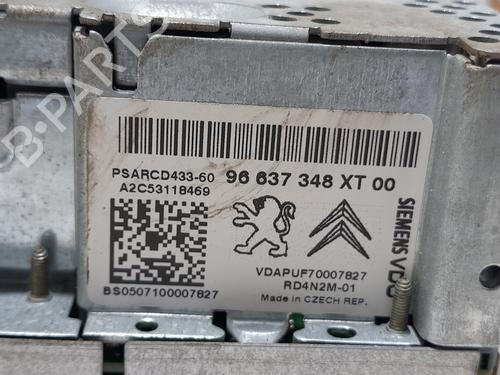 PSARCD433-60 96 637 348 XT 00
A2C53118469
SIEMENS VDO
VDAPUF70007827
RD4N2M-01
BS0507100007827
Made in CZECH REP.
B-PARTS